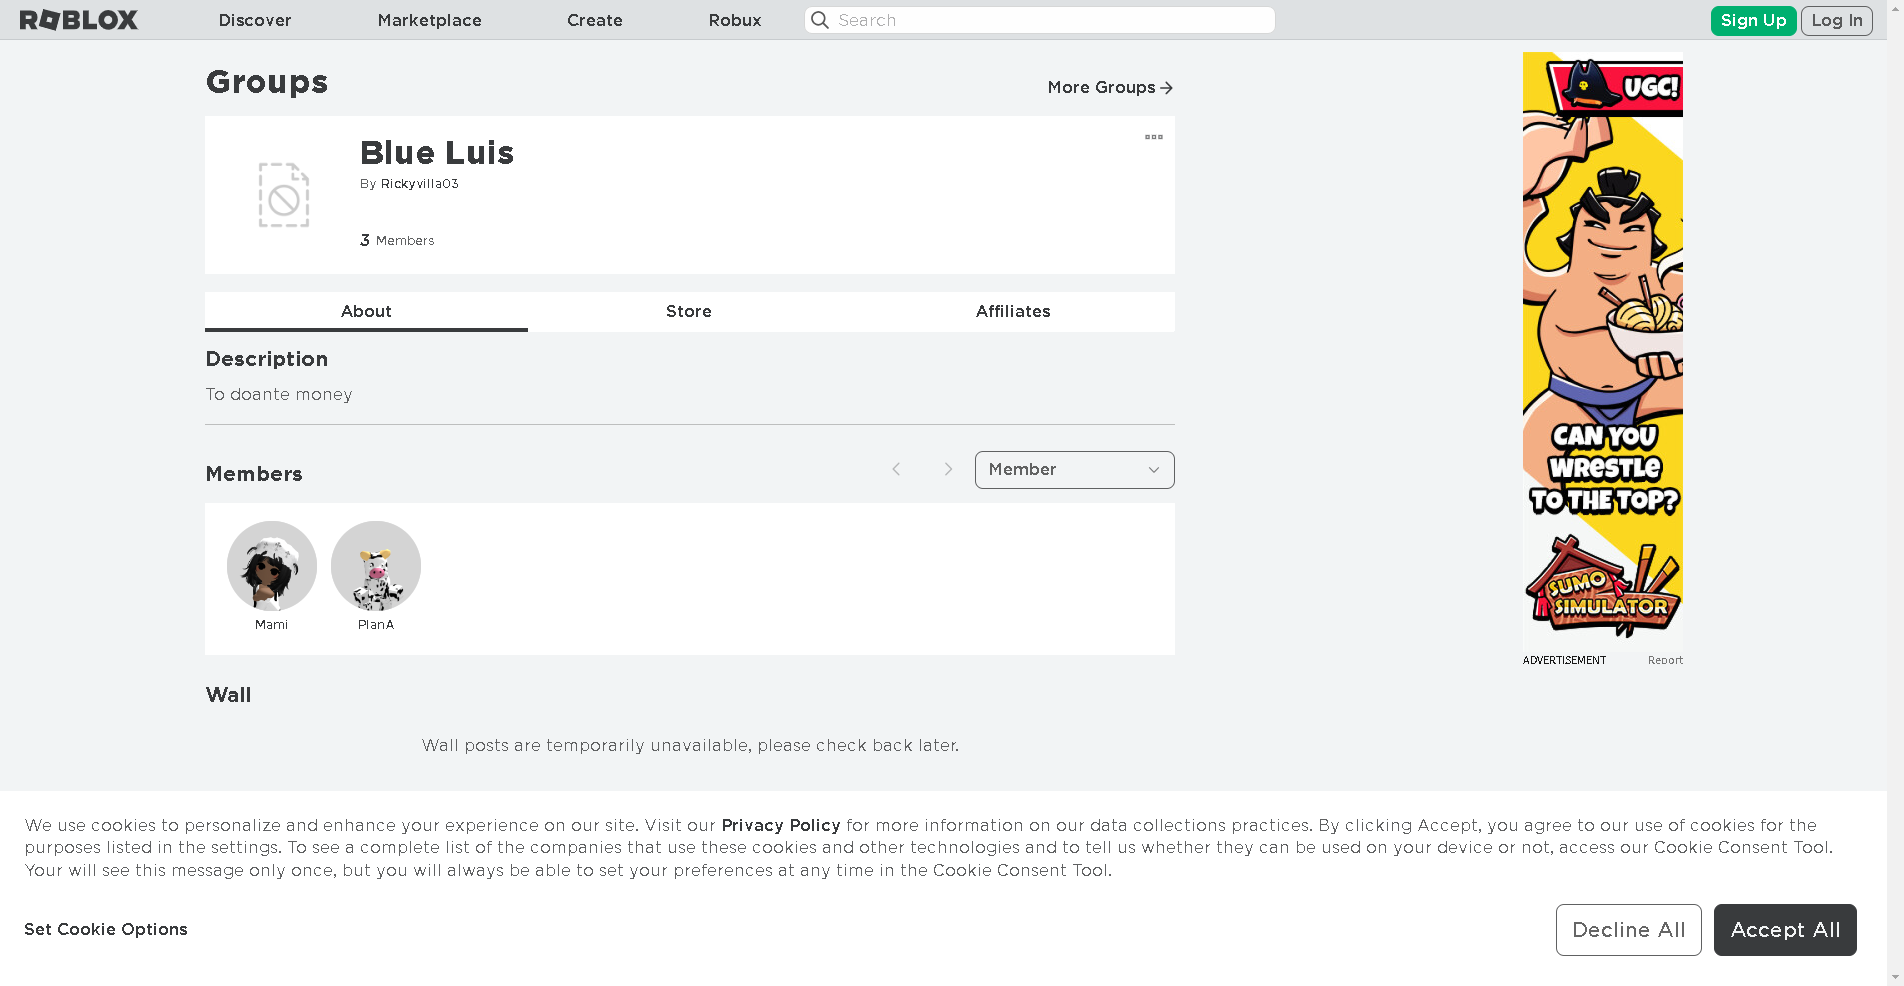 ROBLOX Discover Marketplace Create Robux Search Sign Up Log In
Groups
More Groups
Blue Luis
By Rickyvilla03
3 Members
About Store Affiliates
Description
To doante money
Members
Member
Mami PlanA
Wall
Wall posts are temporarily unavailable, please check back later.
UGC!
CAN YOU
WRESTLE
TO THE TOP?
SUMO
SIMULATOR
ADVERTISEMENT Report
We use cookies to personalize and enhance your experience on our site. Visit our Privacy Policy for more information on our data collections practices. By clicking Accept, you agree to our use of cookies for the
purposes listed in the settings. To see a complete list of the companies that use these cookies and other technologies and to tell us whether they can be used on your device or not, access our Cookie Consent Tool.
Your will see this message only once, but you will always be able to set your preferences at any time in the Cookie Consent Tool.
Set Cookie Options
Decline All Accept All